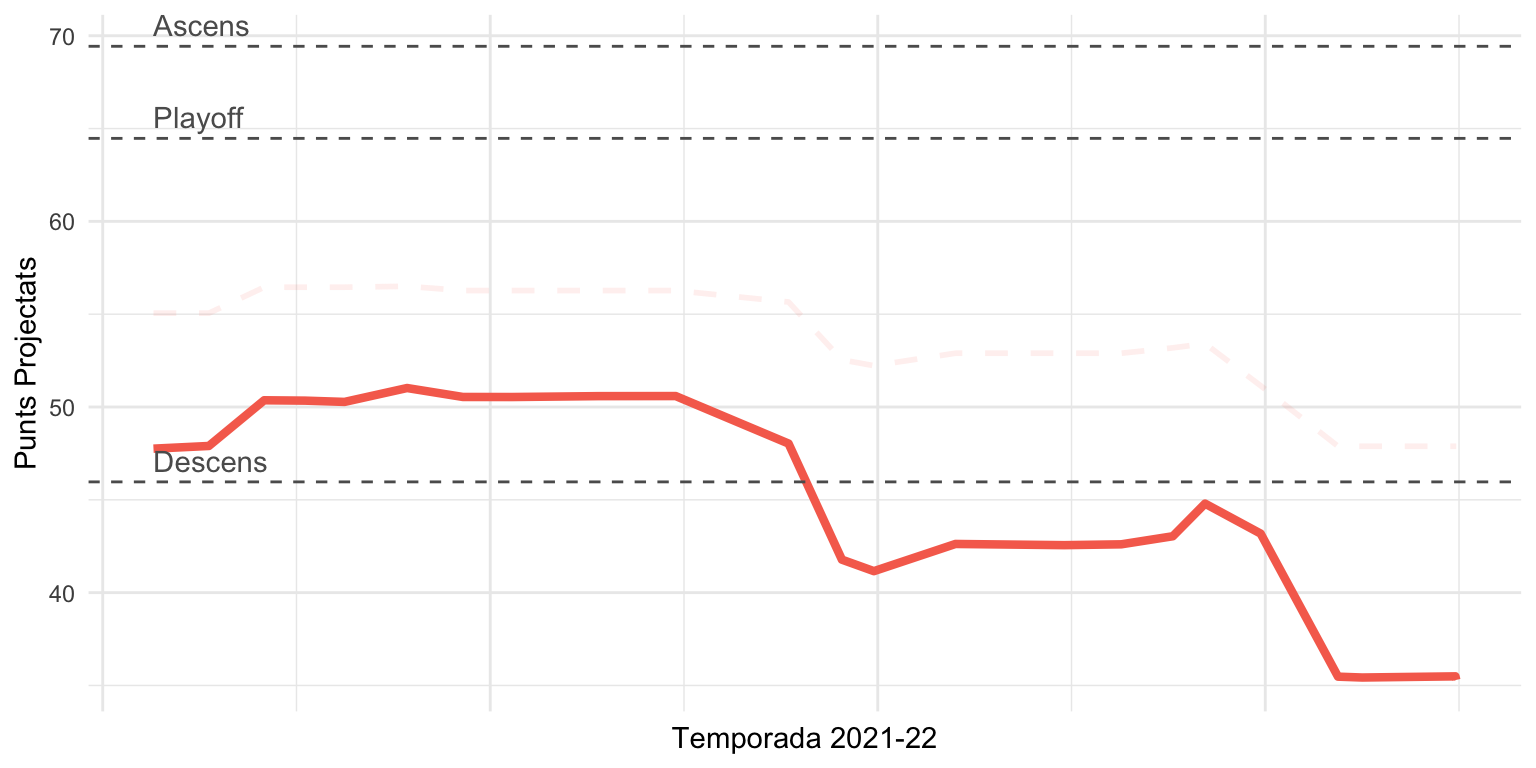 Ascens
70
Playoff
60
50
Descens
40
Punts Projectats
Temporada 2021-22